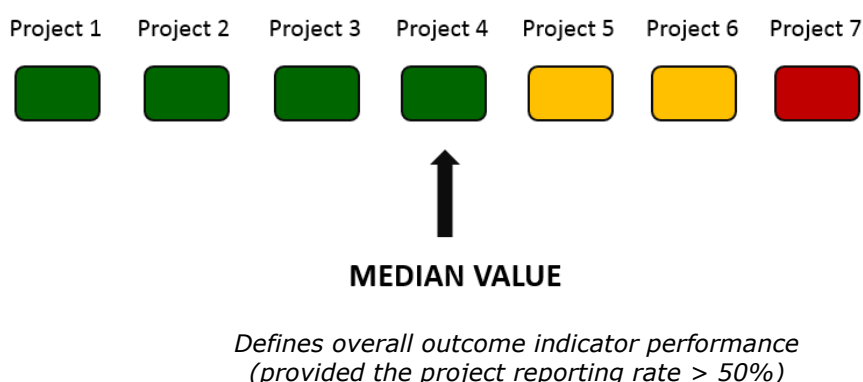 Project 1 Project 2 Project 3 Project 4 Project 5 Project 6 Project 7
MEDIAN VALUE
Defines overall outcome indicator performance
(provided the project reporting rate > 50%)